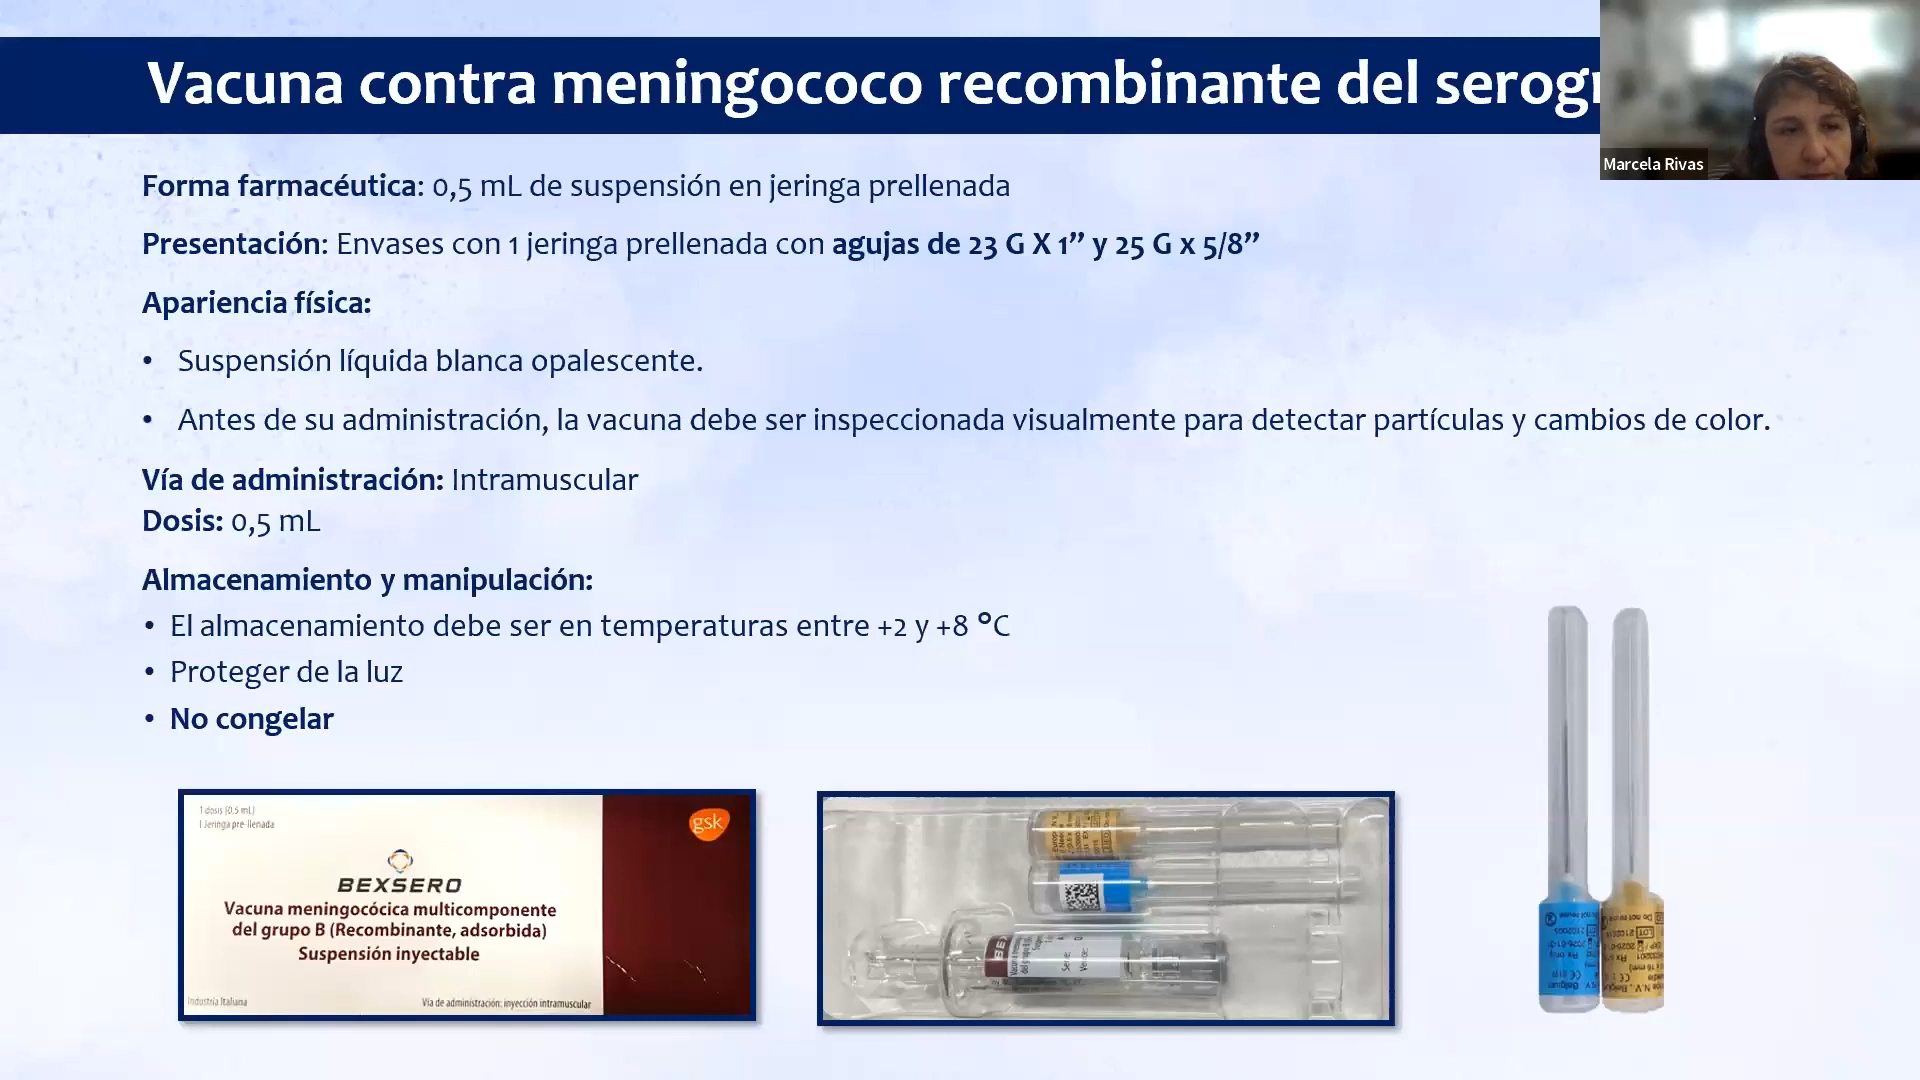 Vacuna contra meningococo recombinante del serogr
Marcela Rivas
Forma farmacéutica: 0,5 mL de suspensión en jeringa prellenada
Presentación: Envases con 1 jeringa prellenada con agujas de 23 G X 1” y 25 G x 5/8”
Apariencia física:
• Suspensión líquida blanca opalescente.
• Antes de su administración, la vacuna debe ser inspeccionada visualmente para detectar partículas y cambios de color.
Vía de administración: Intramuscular
Dosis: 0,5 mL
Almacenamiento y manipulación:
• El almacenamiento debe ser en temperaturas entre +2 y +8 °C
• Proteger de la luz
• No congelar
1 dosis (0.5 mL)
1 Jeringa pre-llenada
gsk
BEXSERO
Vacuna meningocócica multicomponente
del grupo B (Recombinante, adsorbida)
Suspensión inyectable
Industria Italiana
Vía de administración: inyección intramuscular